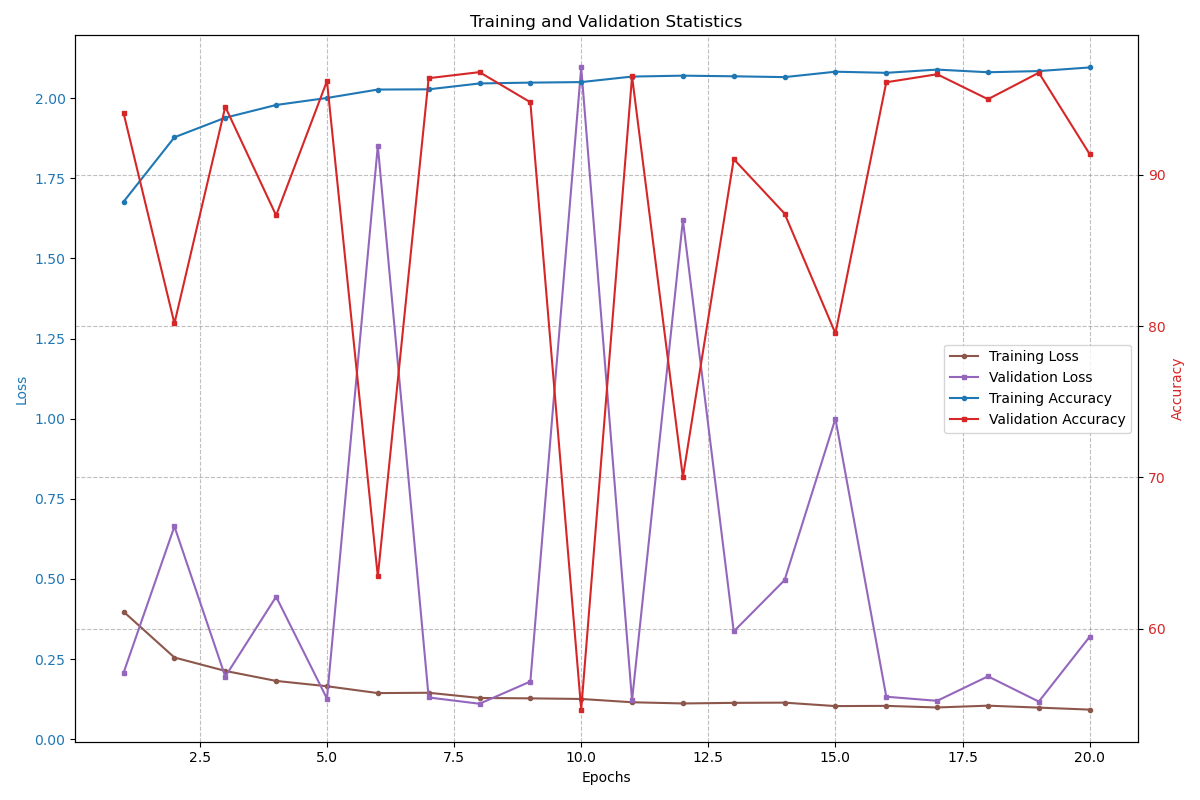 Training and Validation Statistics
2.00
1.75
1.50
1.25
1.00
0.75
0.50
0.25
0.00
Loss
90
80
70
60
Accuracy
Training Loss
Validation Loss
Training Accuracy
Validation Accuracy
2.5 5.0 7.5 10.0 12.5 15.0 17.5 20.0
Epochs